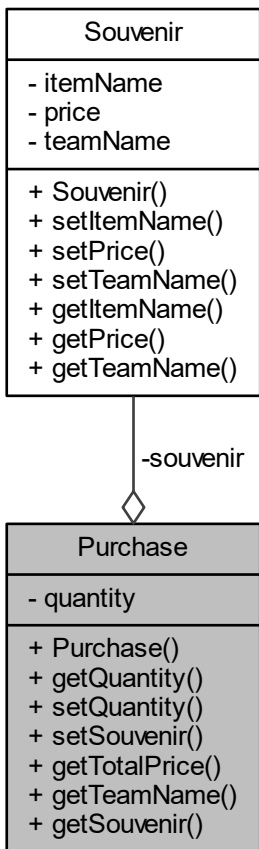 Souvenir
- itemName
- price
- teamName
+ Souvenir()
+ setItemName()
+ setPrice()
+ setTeamName()
+ getItemName()
+ getPrice()
+ getTeamName()
-souvenir
Purchase
- quantity
+ Purchase()
+ getQuantity()
+ setQuantity()
+ setSouvenir()
+ getTotalPrice()
+ getTeamName()
+ getSouvenir()